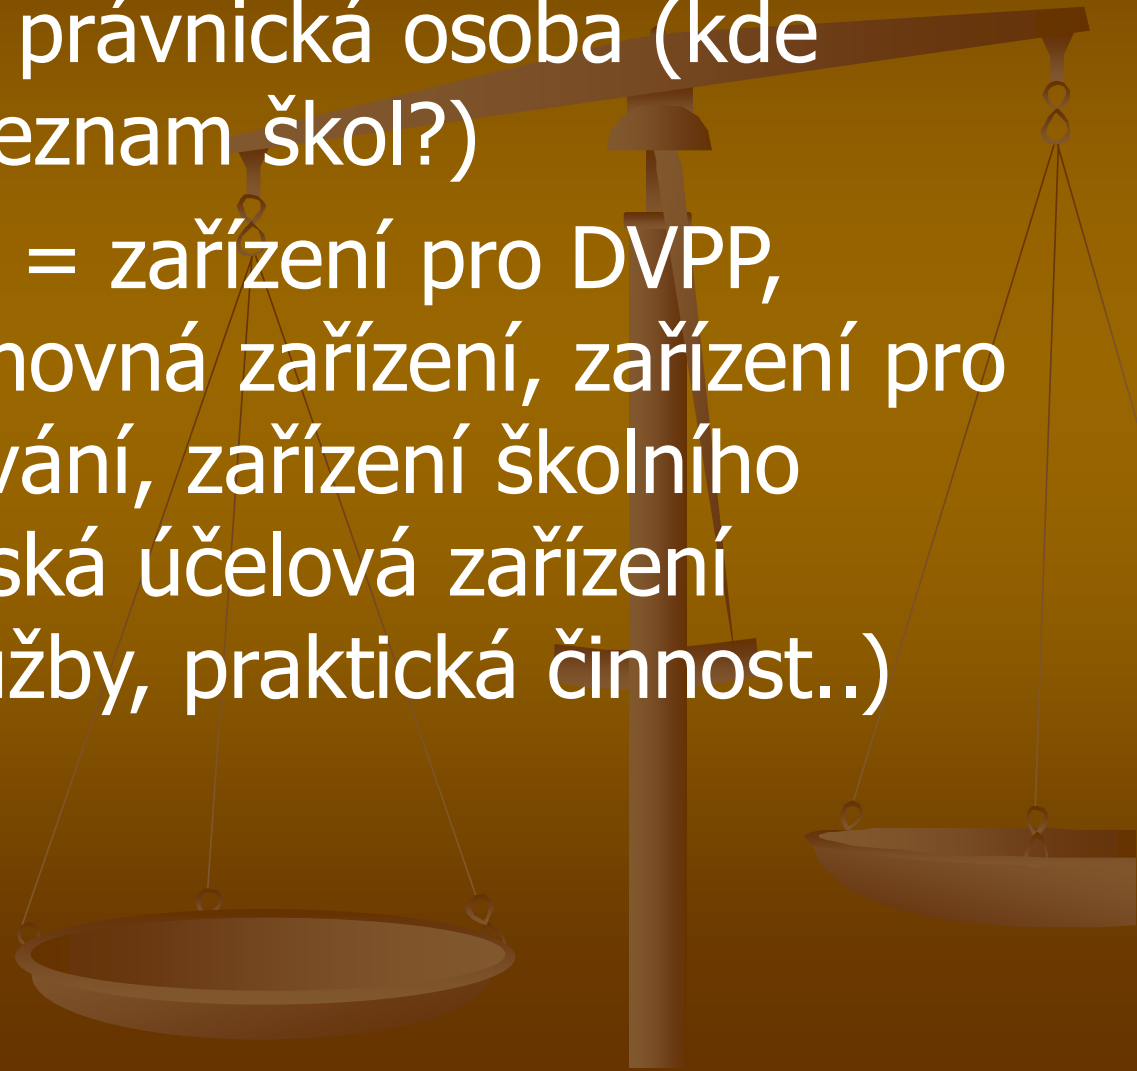 právnická osoba (kde
eznam škol?)
= zařízení pro DVPP,
hovná zařízení, zařízení pro
vání, zařízení školního
ská účelová zařízení
užby, praktická činnost..)